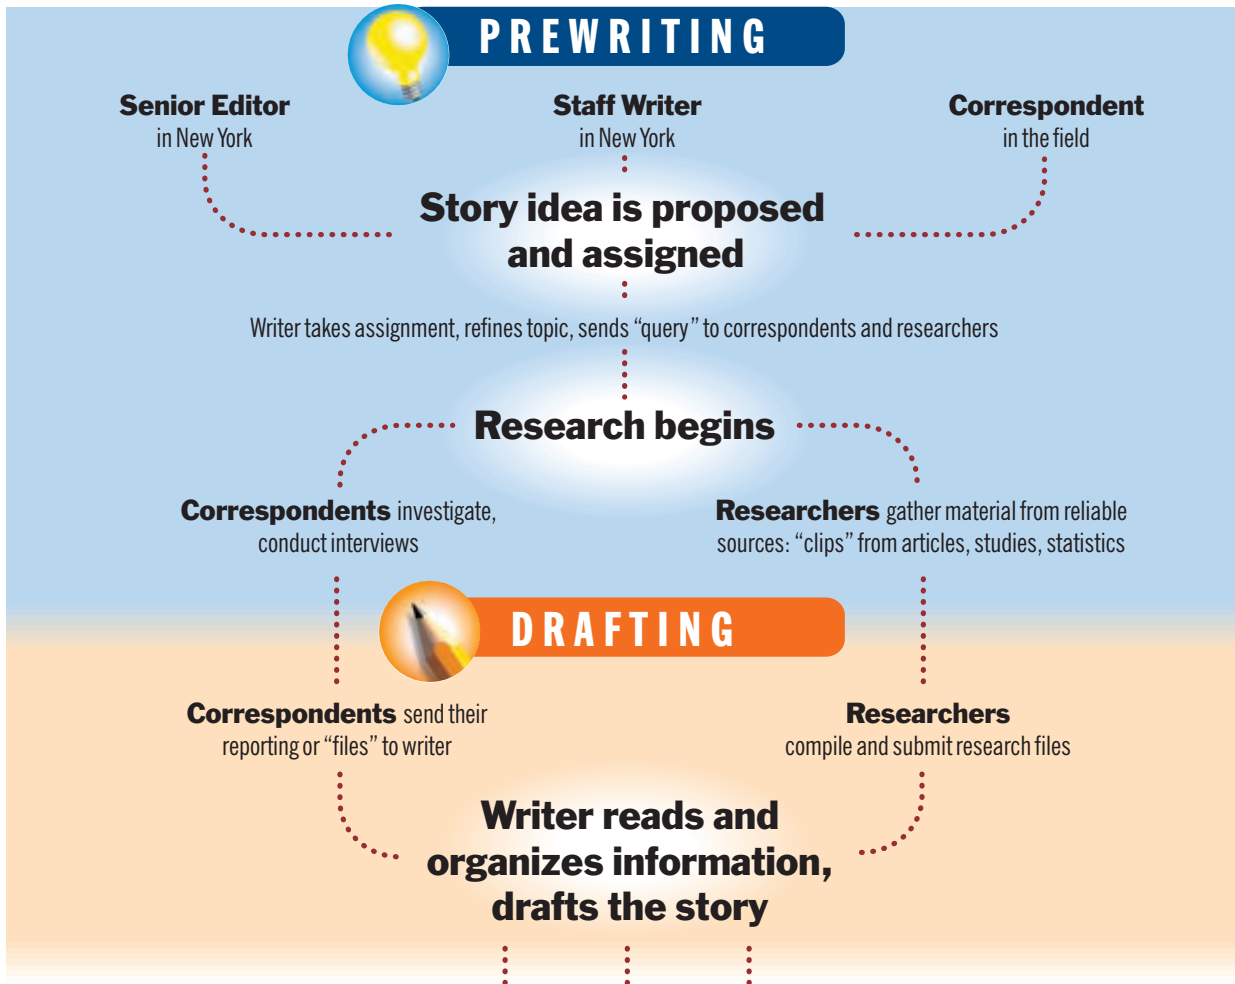 PREWRITING
Senior Editor
in New York
Staff Writer
in New York
Correspondent
in the field
Story idea is proposed
and assigned
Writer takes assignment, refines topic, sends “query” to correspondents and researchers
Research begins
Correspondents investigate,
conduct interviews
Researchers gather material from reliable
sources: “clips” from articles, studies, statistics
DRAFTING
Correspondents send their
reporting or “files” to writer
Researchers
compile and submit research files
Writer reads and
organizes information,
drafts the story